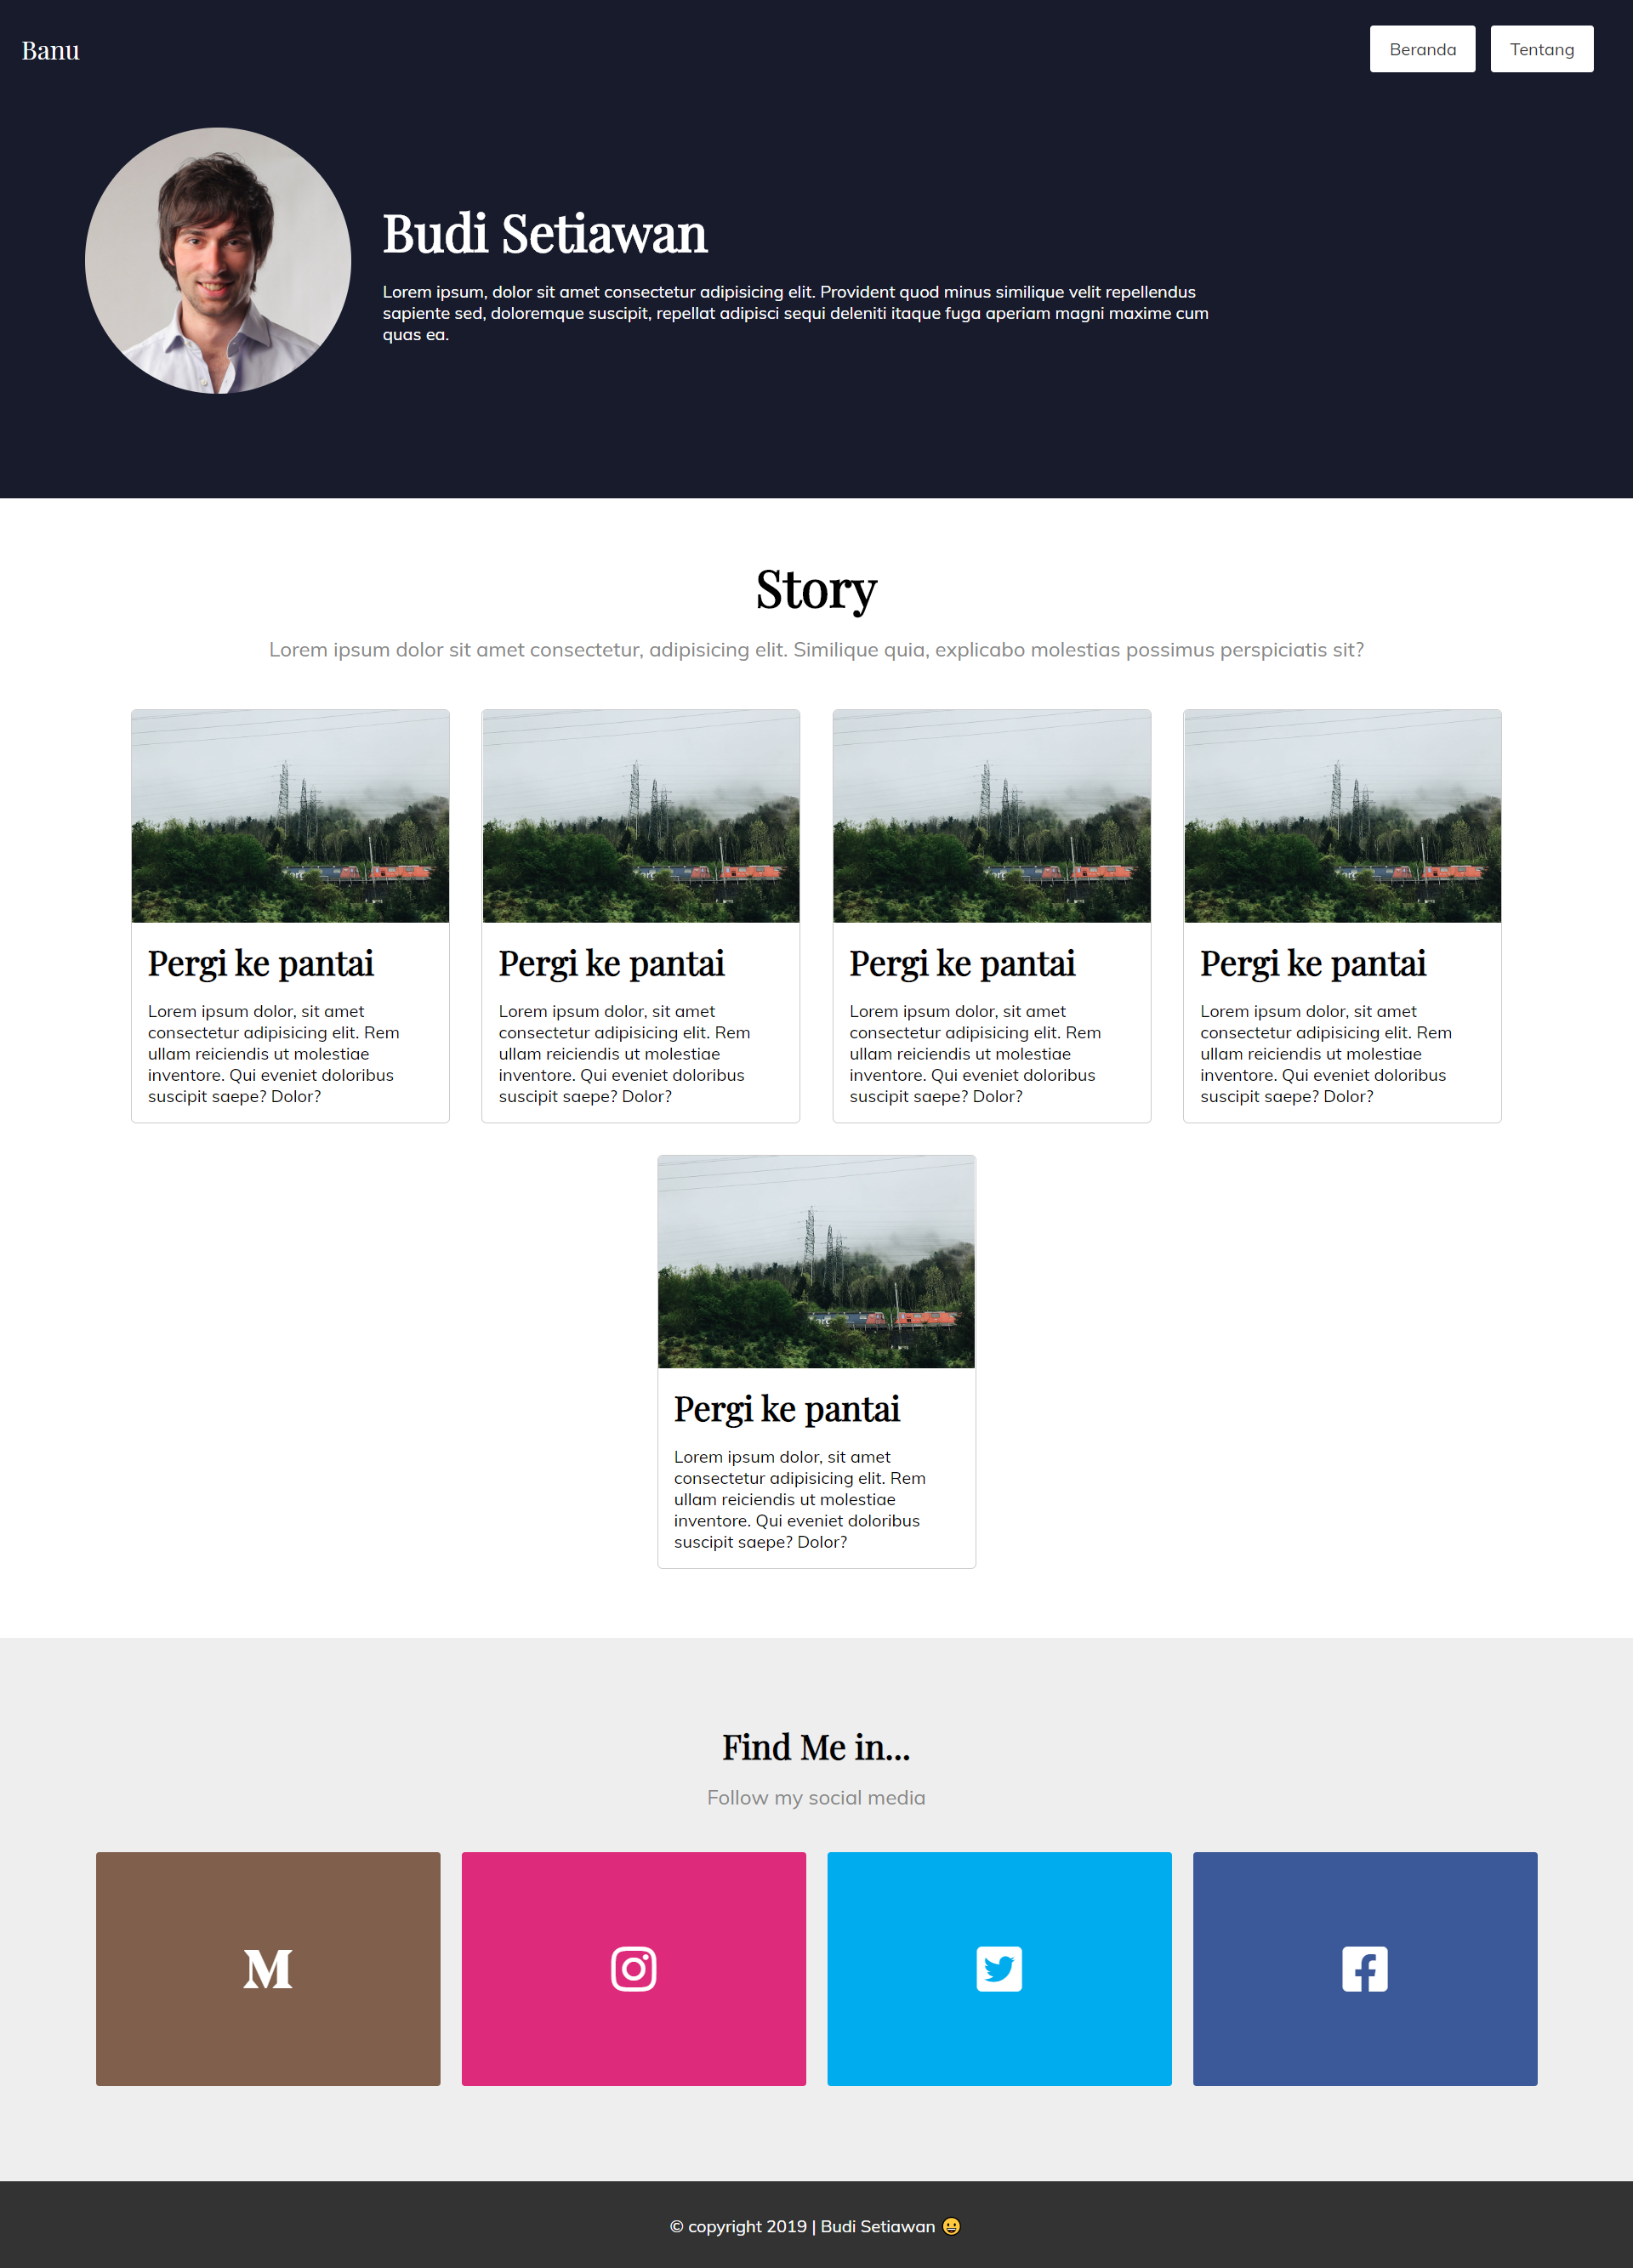 Banu
Beranda
Tentang
Budi Setiawan
Lorem ipsum, dolor sit amet consectetur adipisicing elit. Provident quod minus similique velit repellendus
sapiente sed, doloremque suscipit, repellat adipisci sequi deleniti itaque fuga aperiam magni maxime cum
quas ea.
Story
Lorem ipsum dolor sit amet consectetur, adipisicing elit. Similique quia, explicabo molestias possimus perspiciatis sit?
Pergi ke pantai
Lorem ipsum dolor, sit amet
consectetur adipisicing elit. Rem
ullam reiciendis ut molestiae
inventore. Qui eveniet doloribus
suscipit saepe? Dolor?
Pergi ke pantai
Lorem ipsum dolor, sit amet
consectetur adipisicing elit. Rem
ullam reiciendis ut molestiae
inventore. Qui eveniet doloribus
suscipit saepe? Dolor?
Pergi ke pantai
Lorem ipsum dolor, sit amet
consectetur adipisicing elit. Rem
ullam reiciendis ut molestiae
inventore. Qui eveniet doloribus
suscipit saepe? Dolor?
Pergi ke pantai
Lorem ipsum dolor, sit amet
consectetur adipisicing elit. Rem
ullam reiciendis ut molestiae
inventore. Qui eveniet doloribus
suscipit saepe? Dolor?
Pergi ke pantai
Lorem ipsum dolor, sit amet
consectetur adipisicing elit. Rem
ullam reiciendis ut molestiae
inventore. Qui eveniet doloribus
suscipit saepe? Dolor?
Find Me in...
Follow my social media
M
© copyright 2019 | Budi Setiawan 😀